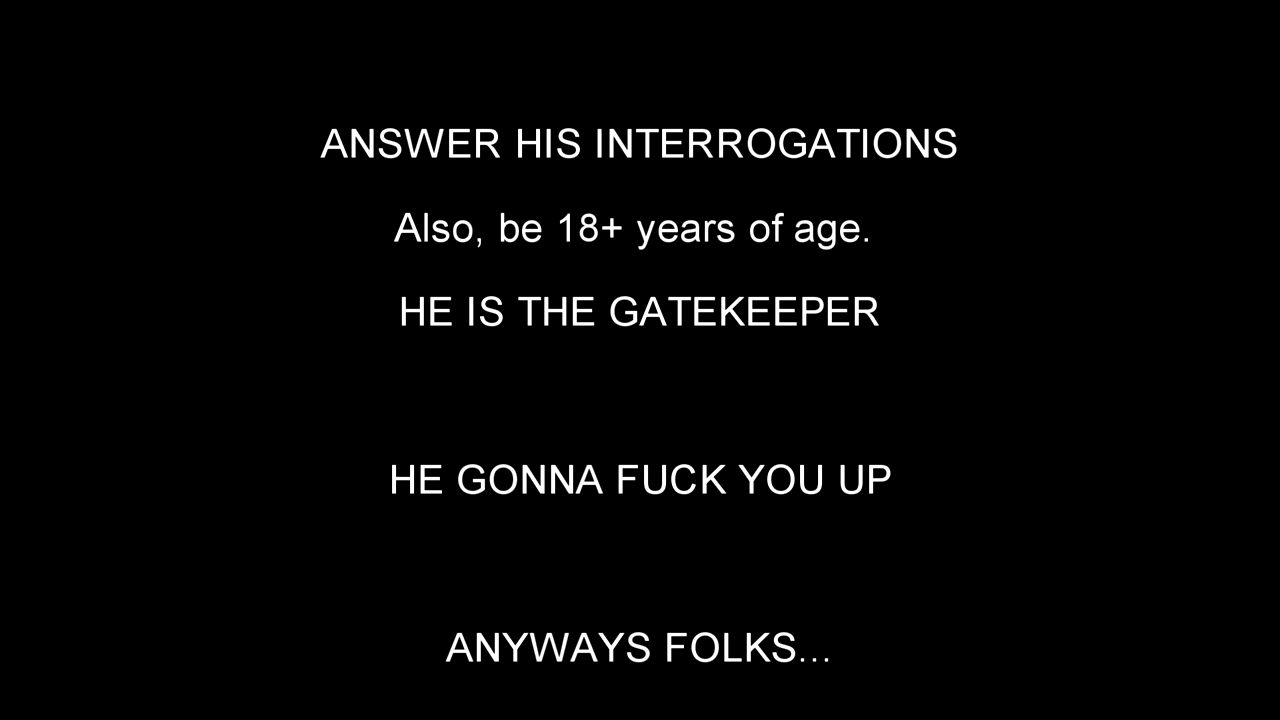 ANSWER HIS INTERROGATIONS
Also, be 18+ years of age.
HE IS THE GATEKEEPER
HE GONNA FUCK YOU UP
ANYWAYS FOLKS...